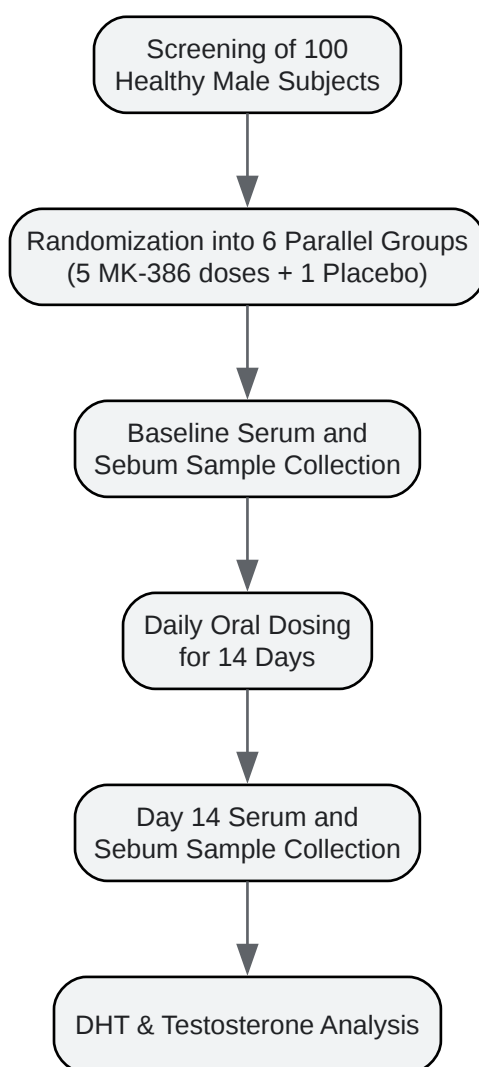 Screening of 100
Healthy Male Subjects
Randomization into 6 Parallel Groups
(5 MK-386 doses + 1 Placebo)
Baseline Serum and
Sebum Sample Collection
Daily Oral Dosing
for 14 Days
Day 14 Serum and
Sebum Sample Collection
DHT & Testosterone Analysis